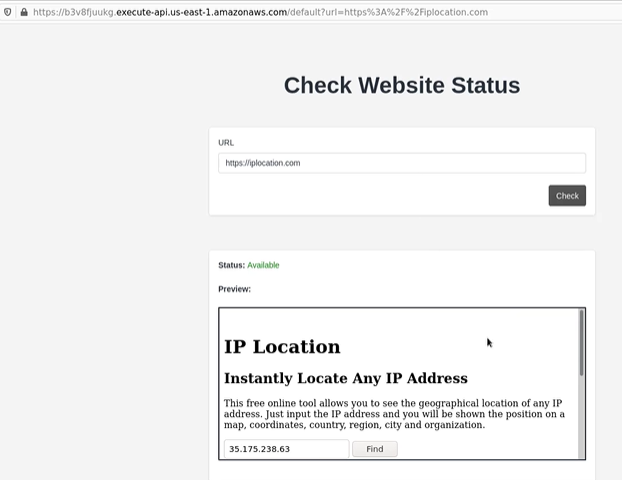 https://b3v8fjuukg.execute-api.us-east-1.amazonaws.com/default?url=https%3A%2F%2Fiplocation.com
Check Website Status
URL
https://iplocation.com
Check
Status: Available
Preview:
IP Location
Instantly Locate Any IP Address
This free online tool allows you to see the geographical location of any IP
address. Just input the IP address and you will be shown the position on a
map, coordinates, country, region, city and organization.
35.175.238.63 Find